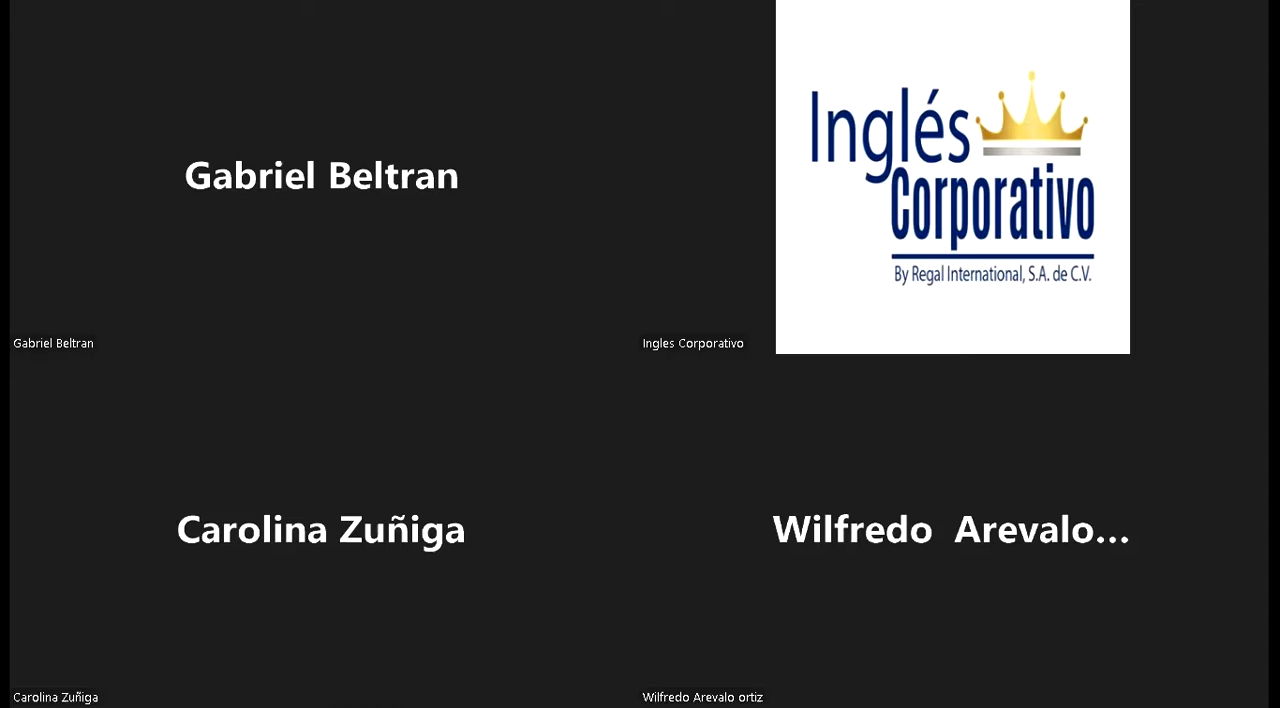 Gabriel Beltran
Gabriel Beltran
Inglés
Corporativo
By Regal International, S.A. de C.V.
Ingles Corporativo
Carolina Zuñiga
Carolina Zuñiga
Wilfredo  Arevalo...
Wilfredo Arevalo ortiz